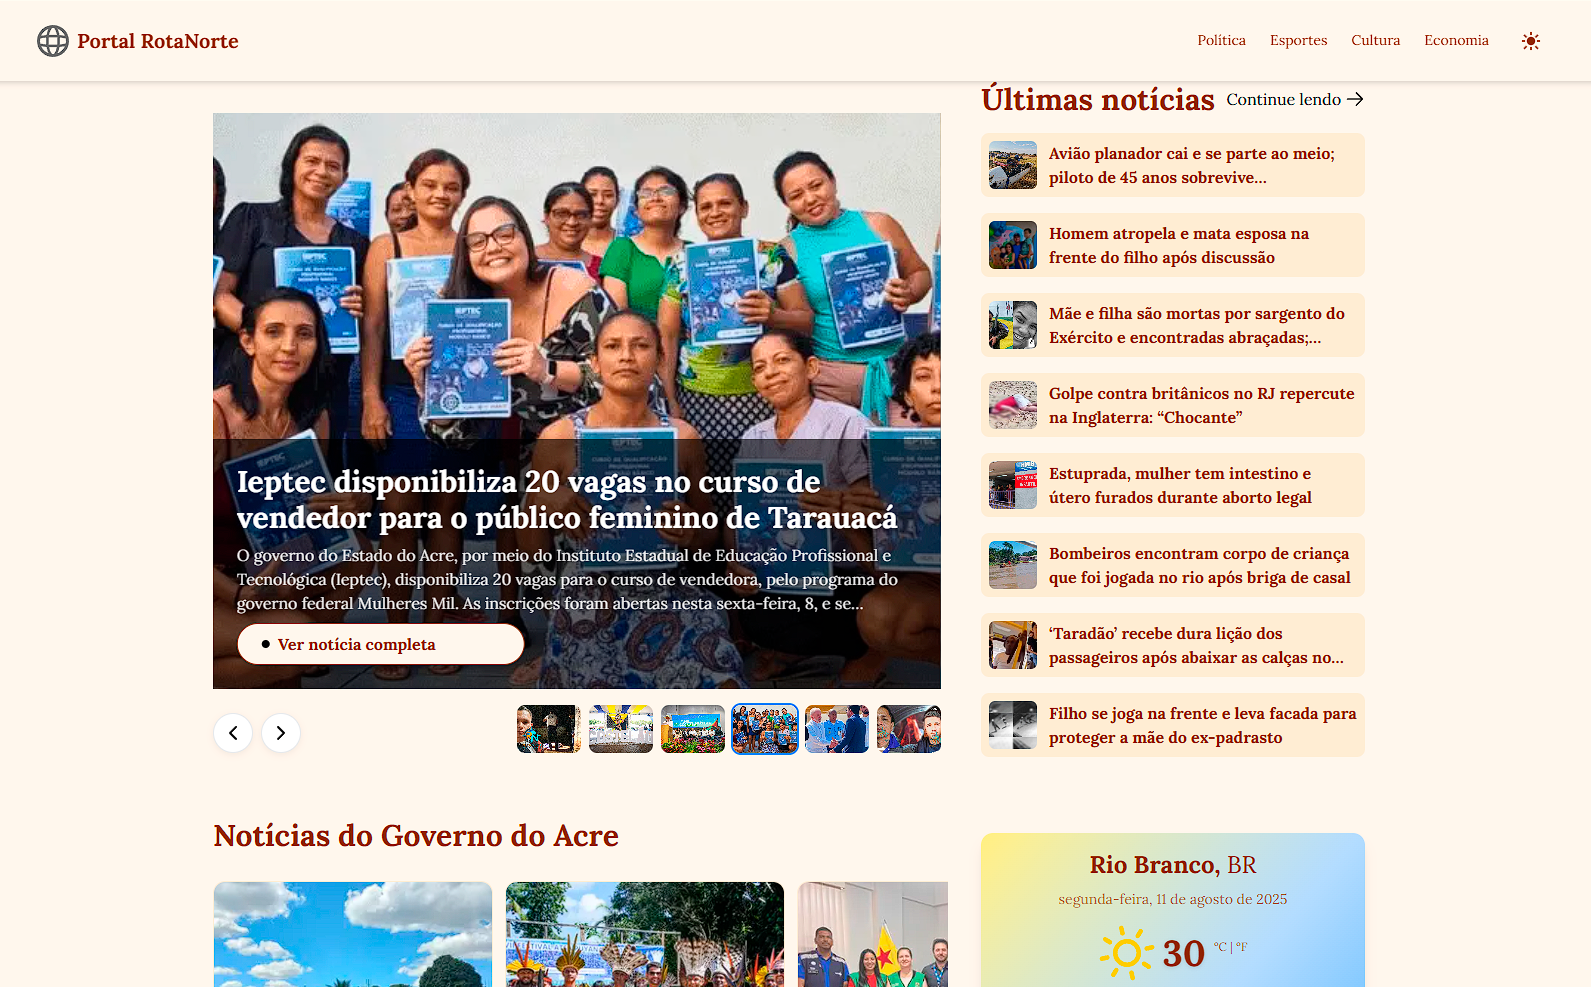 Portal RotaNorte
Política
Esportes
Cultura
Economia
IEPTEC
CURSO DE QUALIFICAÇÃO
PROFISSIONAL
MÓDULO BÁSICO
Ieptec disponibiliza 20 vagas no curso de
vendedor para o público feminino de Tarauacá
O governo do Estado do Acre, por meio do Instituto Estadual de Educação Profissional e
Tecnológica (Ieptec), disponibiliza 20 vagas para o curso de vendedora, pelo programa do
governo federal Mulheres Mil. As inscrições foram abertas nesta sexta-feira, 8, e se...
Ver notícia completa
Últimas notícias
Continue lendo
Avião planador cai e se parte ao meio;
piloto de 45 anos sobrevive...
Homem atropela e mata esposa na
frente do filho após discussão
Mãe e filha são mortas por sargento do
Exército e encontradas abraçadas;...
Golpe contra britânicos no RJ repercute
na Inglaterra: “Chocante”
Estuprada, mulher tem intestino e
útero furados durante aborto legal
Bombeiros encontram corpo de criança
que foi jogada no rio após briga de casal
‘Taradão’ recebe dura lição dos
passageiros após abaixar as calças no...
Filho se joga na frente e leva facada para
proteger a mãe do ex-padrasto
Notícias do Governo do Acre
Rio Branco, BR
segunda-feira, 11 de agosto de 2025
30 °C | °F